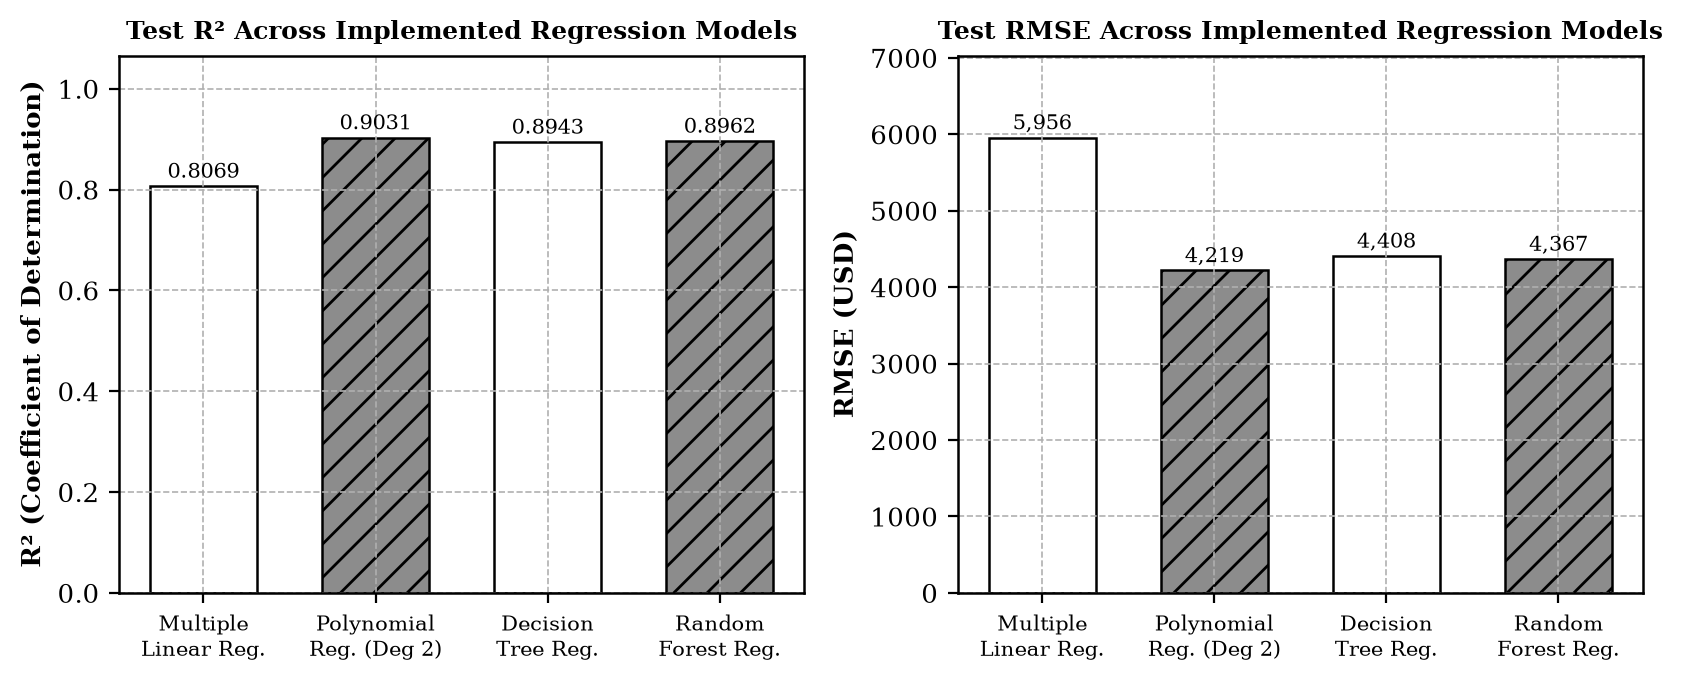 Test R² Across Implemented Regression Models
R² (Coefficient of Determination)
1.0
0.8
0.6
0.4
0.2
0.0
0.8069
0.9031
0.8943
0.8962
Multiple
Linear Reg.
Polynomial
Reg. (Deg 2)
Decision
Tree Reg.
Random
Forest Reg.
Test RMSE Across Implemented Regression Models
RMSE (USD)
7000
6000
5000
4000
3000
2000
1000
0
5,956
4,219
4,408
4,367
Multiple
Linear Reg.
Polynomial
Reg. (Deg 2)
Decision
Tree Reg.
Random
Forest Reg.